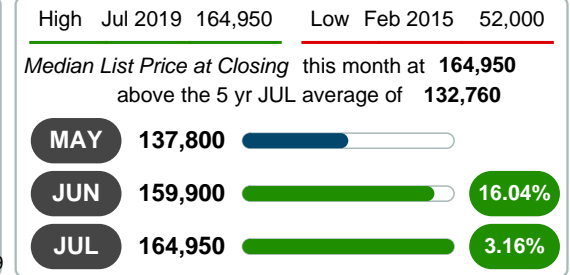 High Jul 2019 164,950 Low Feb 2015 52,000
Median List Price at Closing this month at 164,950
above the 5 yr JUL average of 132,760
MAY 137,800
JUN 159,900 16.04%
JUL 164,950 3.16%